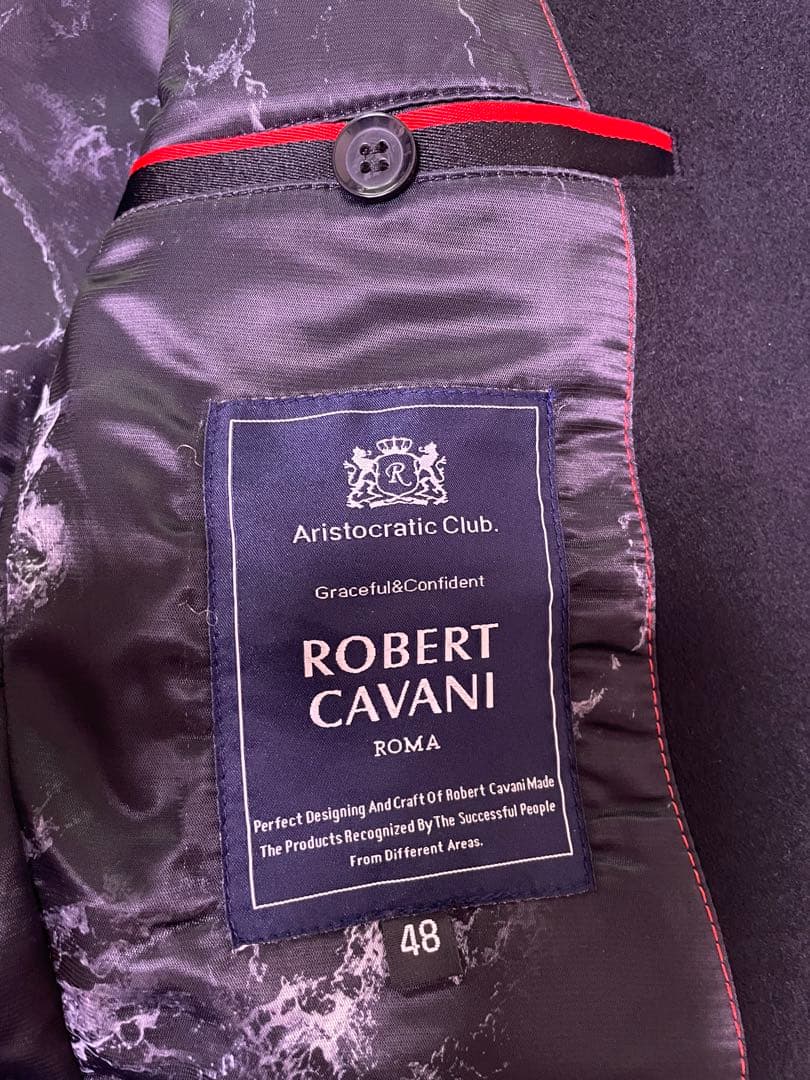 R
Aristocratic Club.
Graceful&Confident
ROBERT
CAVANI
ROMA
Perfect Designing And Craft Of Robert Cavani Made
The Products Recognized By The Successful People
From Different Areas.
48